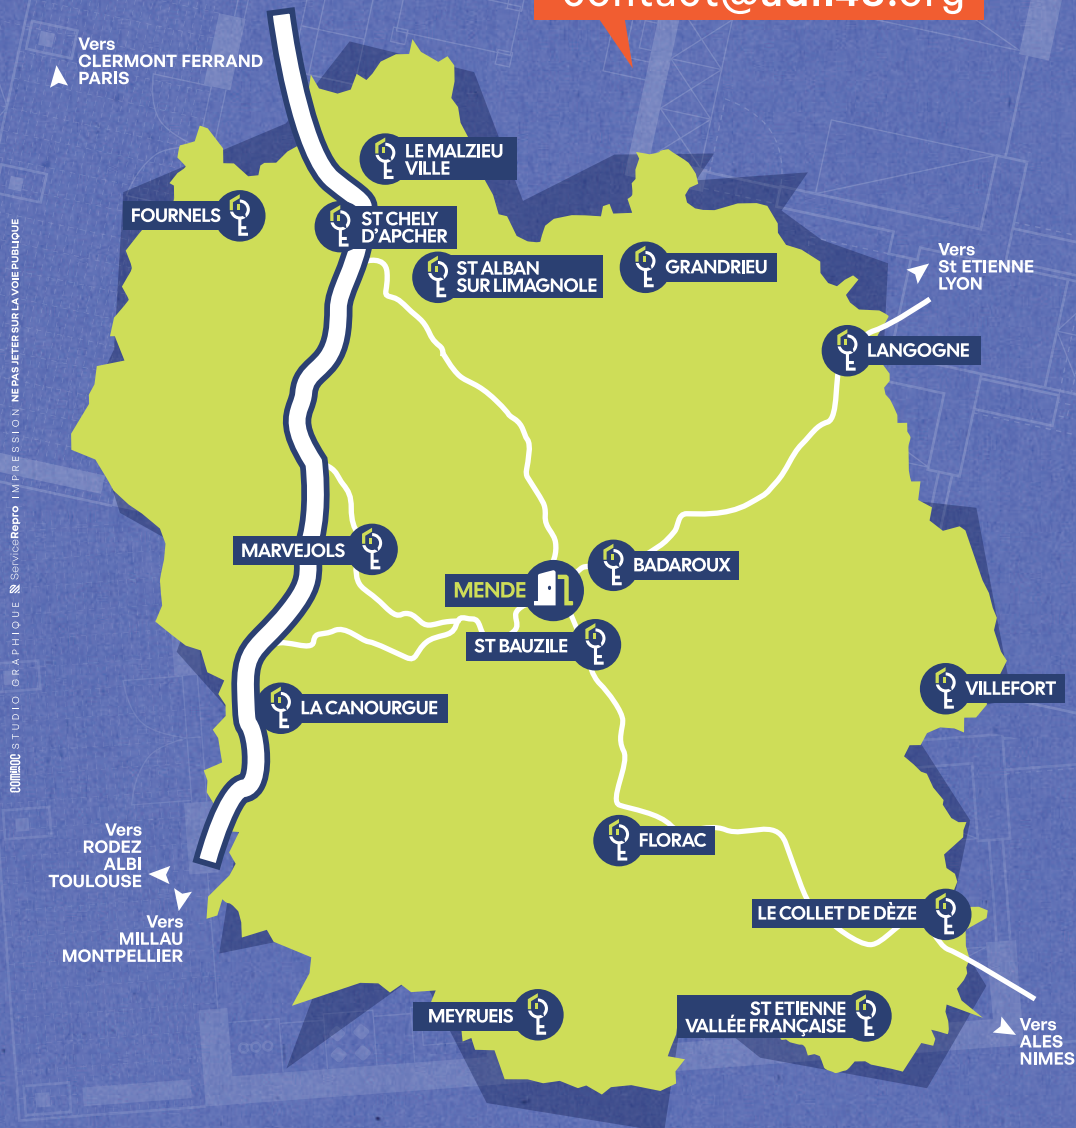 Vers
CLERMONT FERRAND
PARIS
LE MALZIEU
VILLE
FOURNELS
ST CHELY
D'APCHER
ST ALBAN
SUR LIMAGNOLE
GRANDRIEU
Vers
St ETIENNE
LYON
LANGOGNE
MARVEJOLS
BADAROUX
MENDE
ST BAUZILE
VILLEFORT
LA CANOURGUE
Vers
RODEZ
ALBI
TOULOUSE
FLORAC
Vers
MILLAU
MONTPELLIER
LE COLLET DE DÈZE
MEYRUEIS
ST ETIENNE
VALLÉE FRANÇAISE
Vers
ALES
NIMES
COMDOC STUDIO GRAPHIQUE ServiceRepro IMPRESSION NE PAS JETER SUR LA VOIE PUBLIQUE